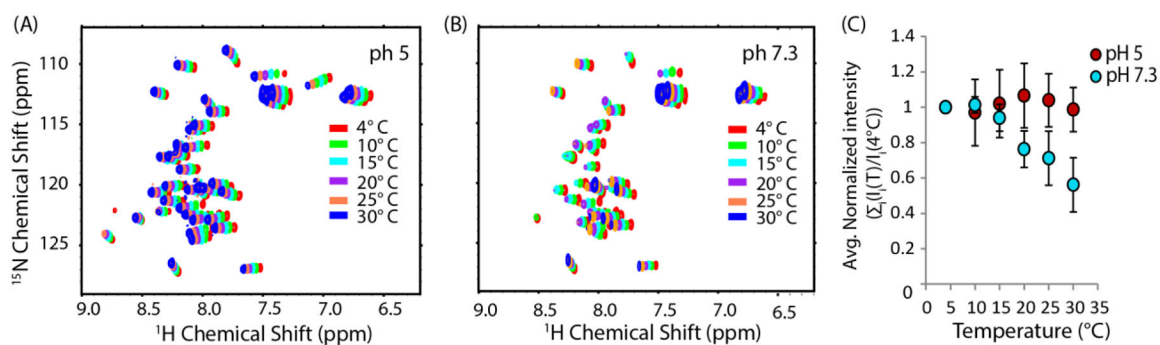 (A)
ph 5
110
115
120
125
¹⁵N Chemical Shift (ppm)
4° C
10° C
15° C
20° C
25° C
30° C
9.0 8.5 8.0 7.5 7.0 6.5
¹H Chemical Shift (ppm)
(B)
ph 7.3
110
115
120
125
4° C
10° C
15° C
20° C
25° C
30° C
9.0 8.5 8.0 7.5 7.0 6.5
¹H Chemical Shift (ppm)
(C)
pH 5
pH 7.3
1.4
1.2
1
0.8
0.6
0.4
0.2
0
Avg. Normalized intensity
(Σᵢ(Iᵢ(T)/Iᵢ(4°C))
0 5 10 15 20 25 30 35
Temperature (°C)